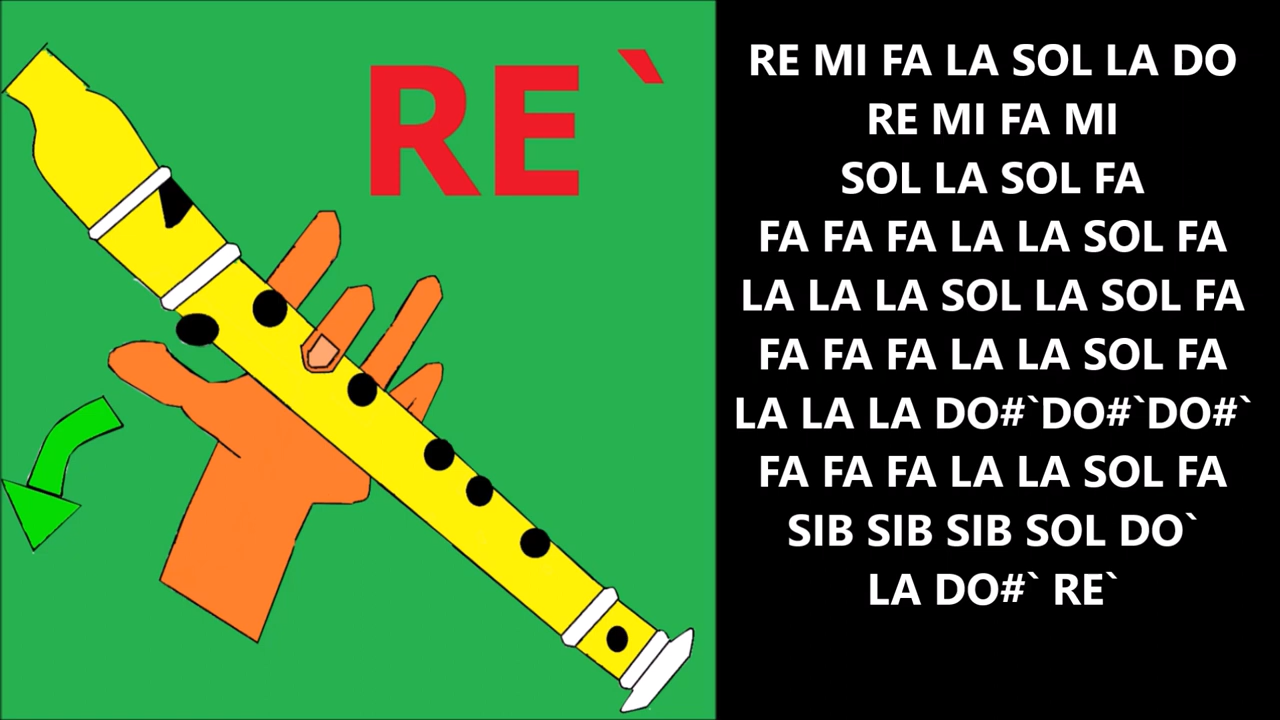 RE `
RE MI FA LA SOL LA DO
RE MI FA MI
SOL LA SOL FA
FA FA FA LA LA SOL FA
LA LA LA SOL LA SOL FA
FA FA FA LA LA SOL FA
LA LA LA DO#`DO#`DO#`
FA FA FA LA LA SOL FA
SIB SIB SIB SOL DO`
LA DO#` RE`